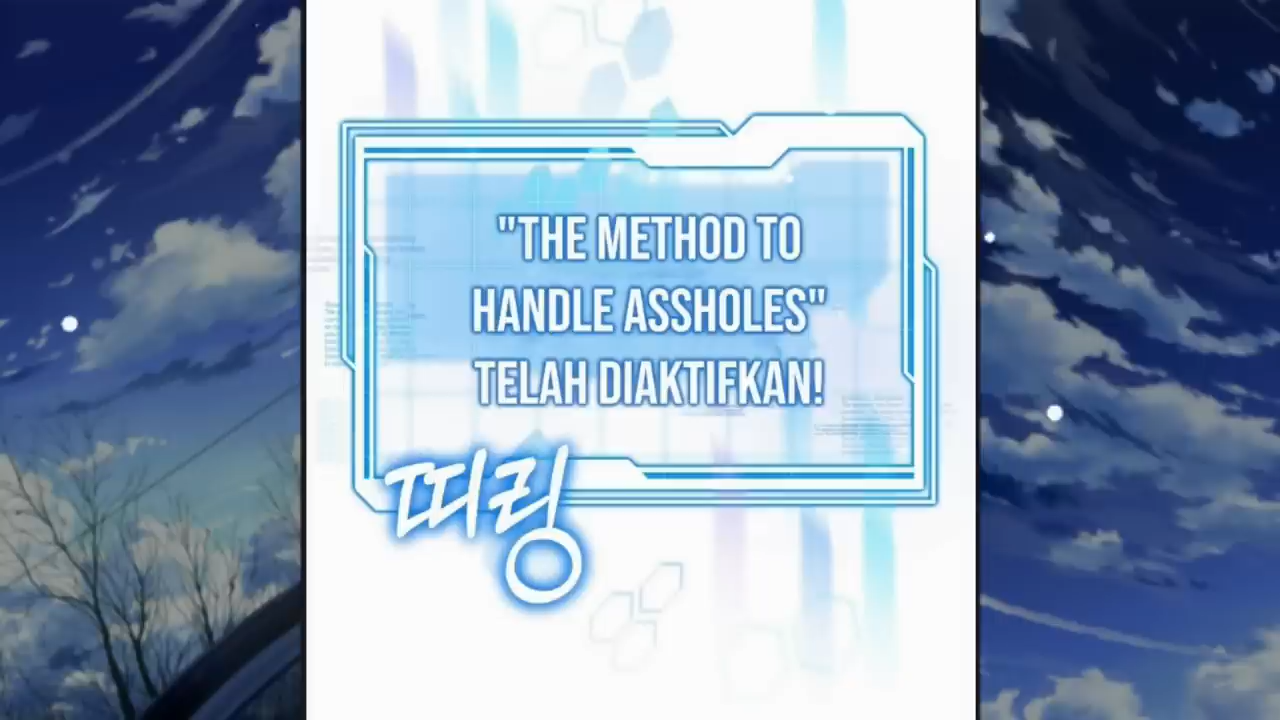 "THE METHOD TO
HANDLE ASSHOLES"
TELAH DIAKTIFKAN!
띠링